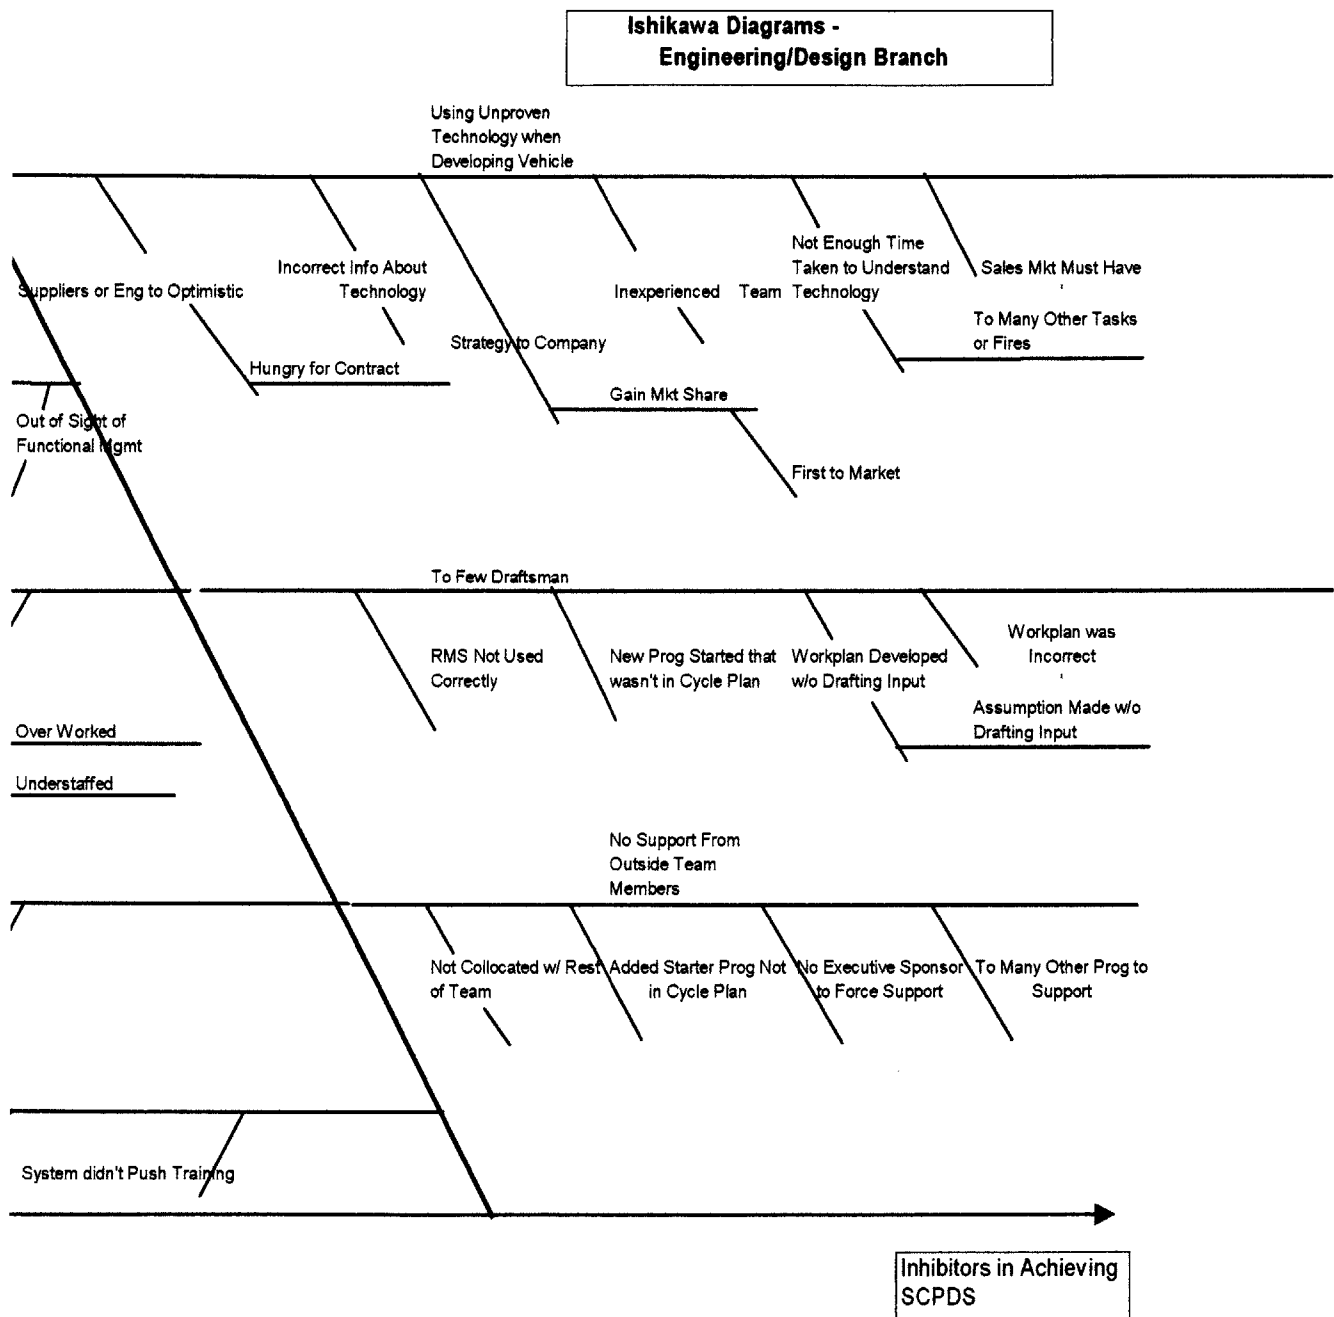 Ishikawa Diagrams -
Engineering/Design Branch
Using Unproven
Technology when
Developing Vehicle
Suppliers or Eng to Optimistic
Incorrect Info About
Technology
Inexperienced Team
Not Enough Time
Taken to Understand
Technology
Sales Mkt Must Have
To Many Other Tasks
or Fires
Strategy to Company
Hungry for Contract
Gain Mkt Share
Out of Sight of
Functional Mgmt
First to Market
To Few Draftsman
RMS Not Used
Correctly
New Prog Started that
wasn't in Cycle Plan
Workplan Developed
w/o Drafting Input
Workplan was
Incorrect
Assumption Made w/o
Drafting Input
Over Worked
Understaffed
No Support From
Outside Team
Members
Not Collocated w/ Rest
of Team
Added Starter Prog Not
in Cycle Plan
No Executive Sponsor
to Force Support
To Many Other Prog to
Support
System didn't Push Training
Inhibitors in Achieving
SCPDS